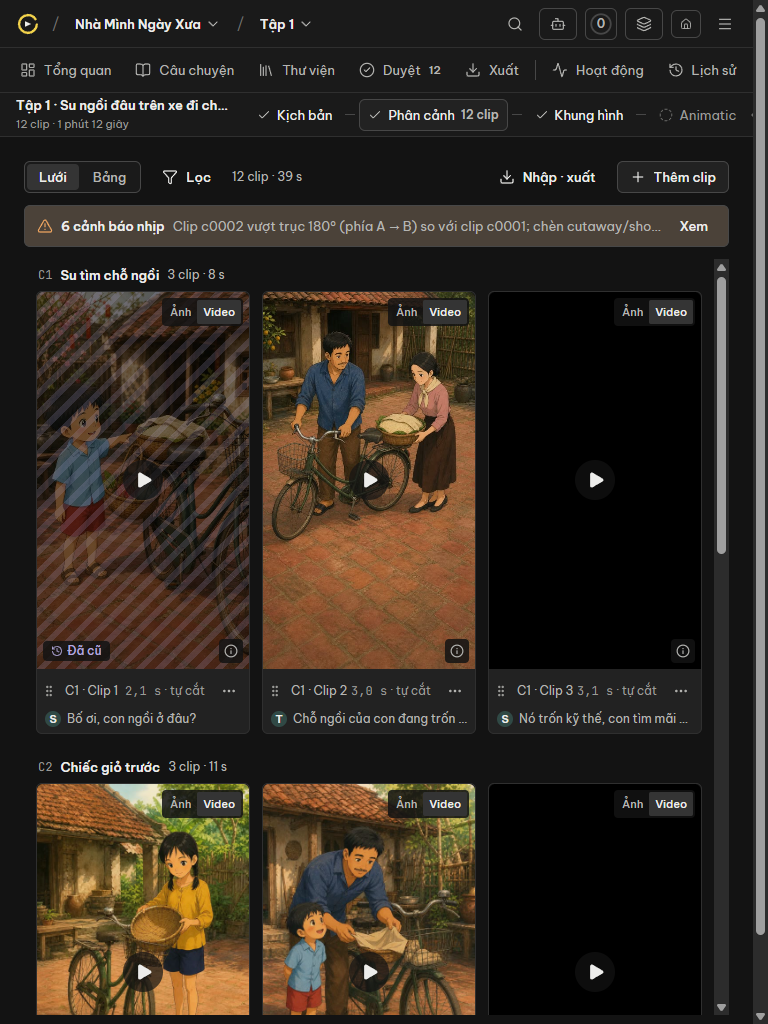 / Nhà Mình Ngày Xưa / Tập 1 0
Tổng quan Câu chuyện Thư viện Duyệt 12 Xuất Hoạt động Lịch sử
Tập 1 · Su ngồi đâu trên xe đi ch...
12 clip · 1 phút 12 giây
Kịch bản Phân cảnh 12 clip Khung hình Animatic
Lưới Bảng Lọc 12 clip · 39 s Nhập · xuất Thêm clip
6 cảnh báo nhịp Clip c0002 vượt trục 180° (phía A → B) so với clip c0001; chèn cutaway/sho... Xem
C1 Su tìm chỗ ngồi 3 clip · 8 s
Ảnh Video Ảnh Video Ảnh Video
Đã cũ
C1 · Clip 1 2,1 s · tự cắt C1 · Clip 2 3,0 s · tự cắt C1 · Clip 3 3,1 s · tự cắt
S Bố ơi, con ngồi ở đâu? T Chỗ ngồi của con đang trốn ... S Nó trốn kỹ thế, con tìm mãi ...
C2 Chiếc giỏ trước 3 clip · 11 s
Ảnh Video Ảnh Video Ảnh Video